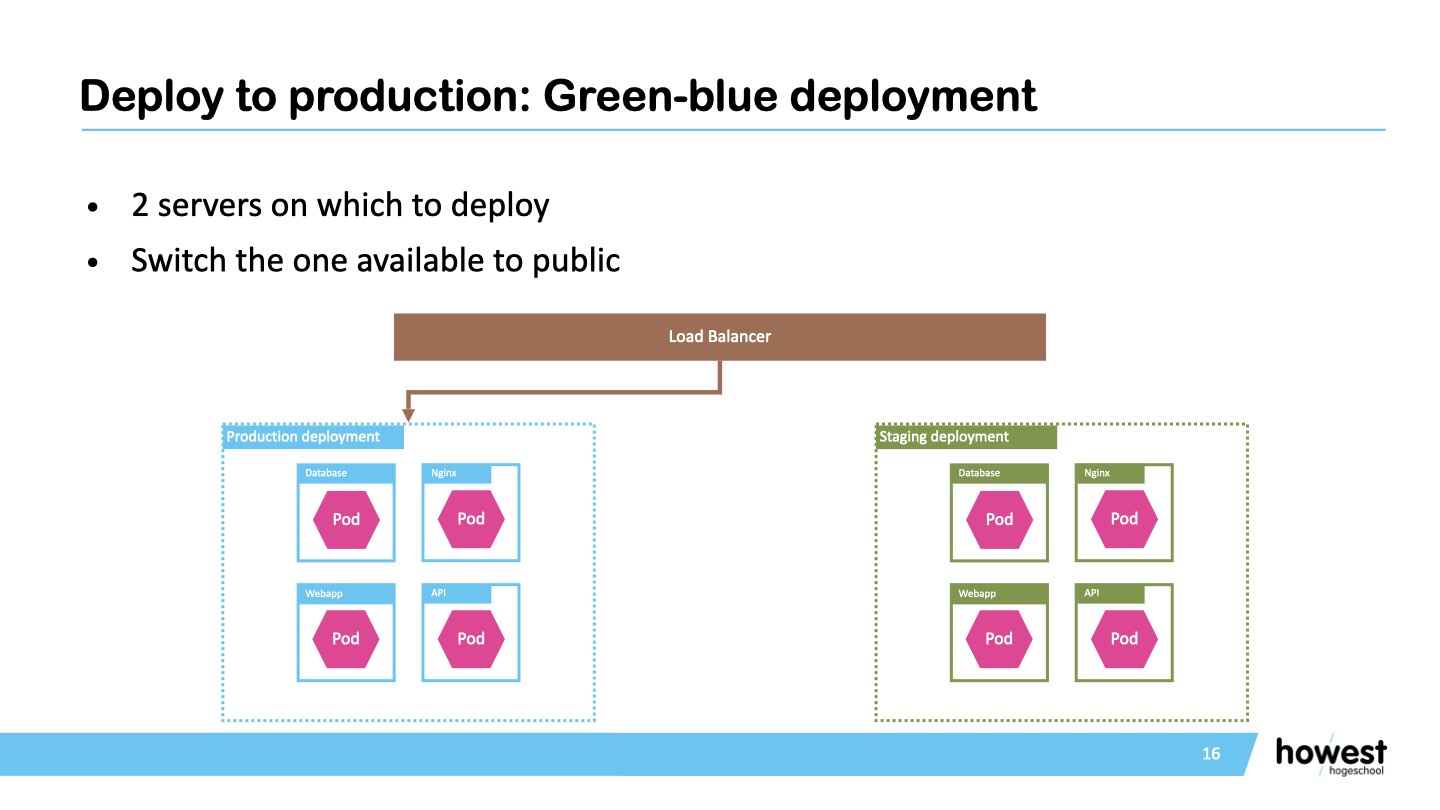 Deploy to production: Green-blue deployment
• 2 servers on which to deploy
• Switch the one available to public
Load Balancer
Production deployment
Database
Nginx
Pod
Pod
Webapp
API
Pod
Pod
Staging deployment
Database
Nginx
Pod
Pod
Webapp
API
Pod
Pod
16
howest
hogeschool